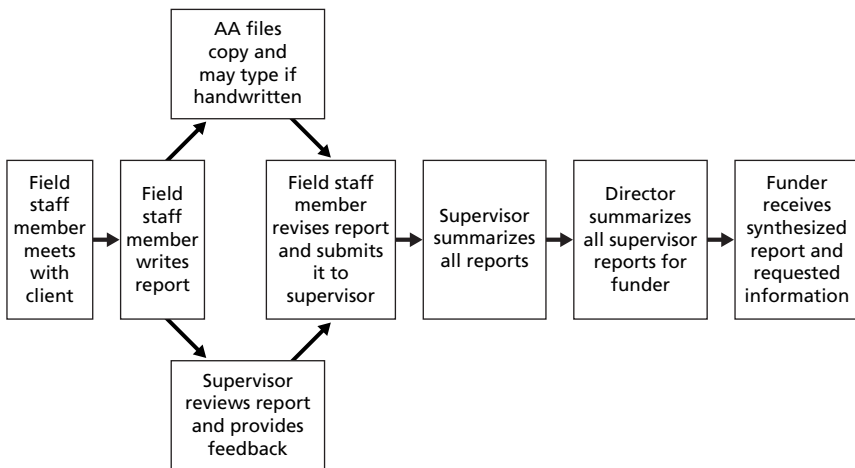 AA files
copy and
may type if
handwritten
Field
staff
member
meets
with
client
Field
staff
member
writes
report
Field staff
member
revises report
and submits
it to
supervisor
Supervisor
summarizes
all reports
Director
summarizes
all supervisor
reports for
funder
Funder
receives
synthesized
report and
requested
information
Supervisor
reviews report
and provides
feedback